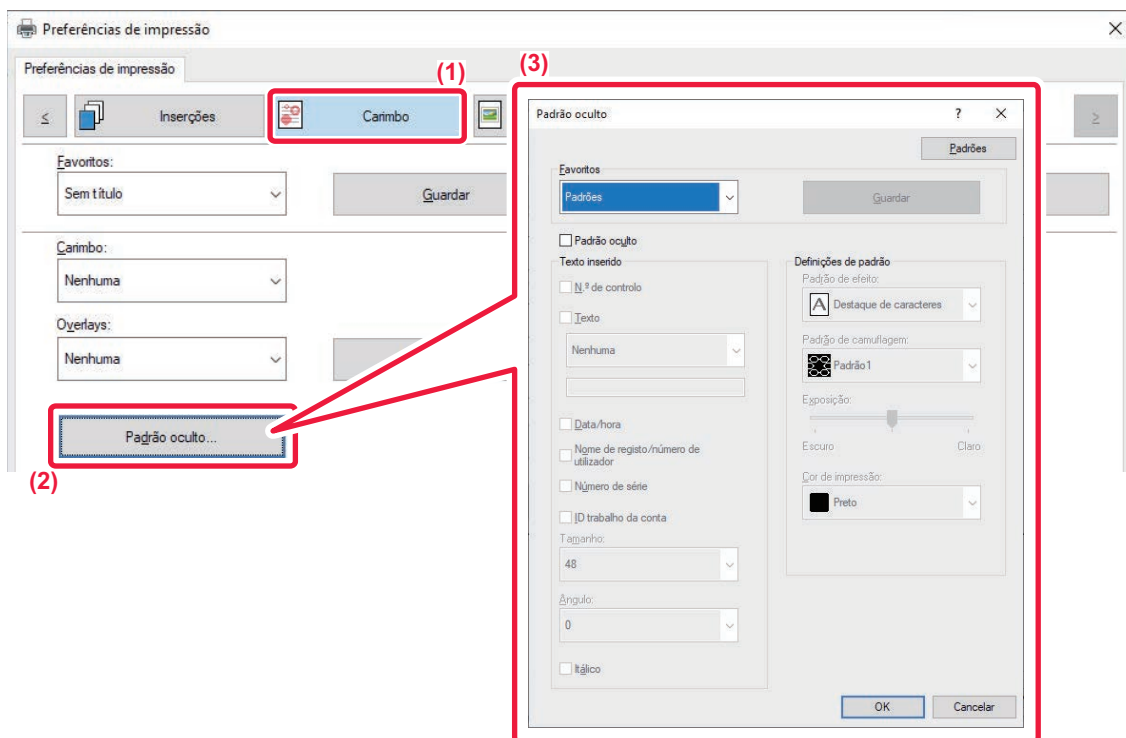 Preferências de impressão
Preferências de impressão
(1)
<
Inserções
Carimbo
>
Favoritos:
Sem título
Guardar
Carimbo:
Nenhuma
Overlays:
Nenhuma
Padrão oculto...
(2)
(3)
Padrão oculto
?
Padrões
Favoritos
Padrões
Guardar
Padrão oculto
Texto inserido
N.º de controlo
Texto
Nenhuma
Data/hora
Nome de registo/número de
utilizador
Número de série
ID trabalho da conta
Tamanho:
48
Ângulo:
0
Itálico
Definições de padrão
Padrão de efeito:
A Destaque de caracteres
Padrão de camuflagem:
Padrão1
Exposição:
Escuro Claro
Cor de impressão:
Preto
OK
Cancelar